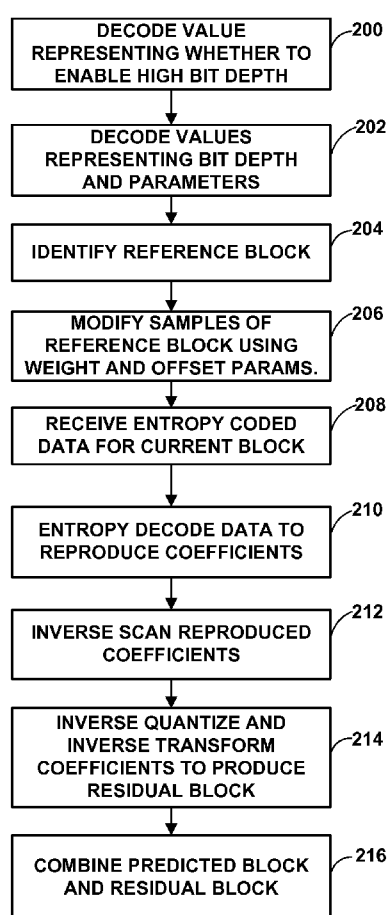 DECODE VALUE
REPRESENTING WHETHER TO
ENABLE HIGH BIT DEPTH
200
DECODE VALUES
REPRESENTING BIT DEPTH
AND PARAMETERS
202
IDENTIFY REFERENCE BLOCK
204
MODIFY SAMPLES OF
REFERENCE BLOCK USING
WEIGHT AND OFFSET PARAMS.
206
RECEIVE ENTROPY CODED
DATA FOR CURRENT BLOCK
208
ENTROPY DECODE DATA TO
REPRODUCE COEFFICIENTS
210
INVERSE SCAN REPRODUCED
COEFFICIENTS
212
INVERSE QUANTIZE AND
INVERSE TRANSFORM
COEFFICIENTS TO PRODUCE
RESIDUAL BLOCK
214
COMBINE PREDICTED BLOCK
AND RESIDUAL BLOCK
216